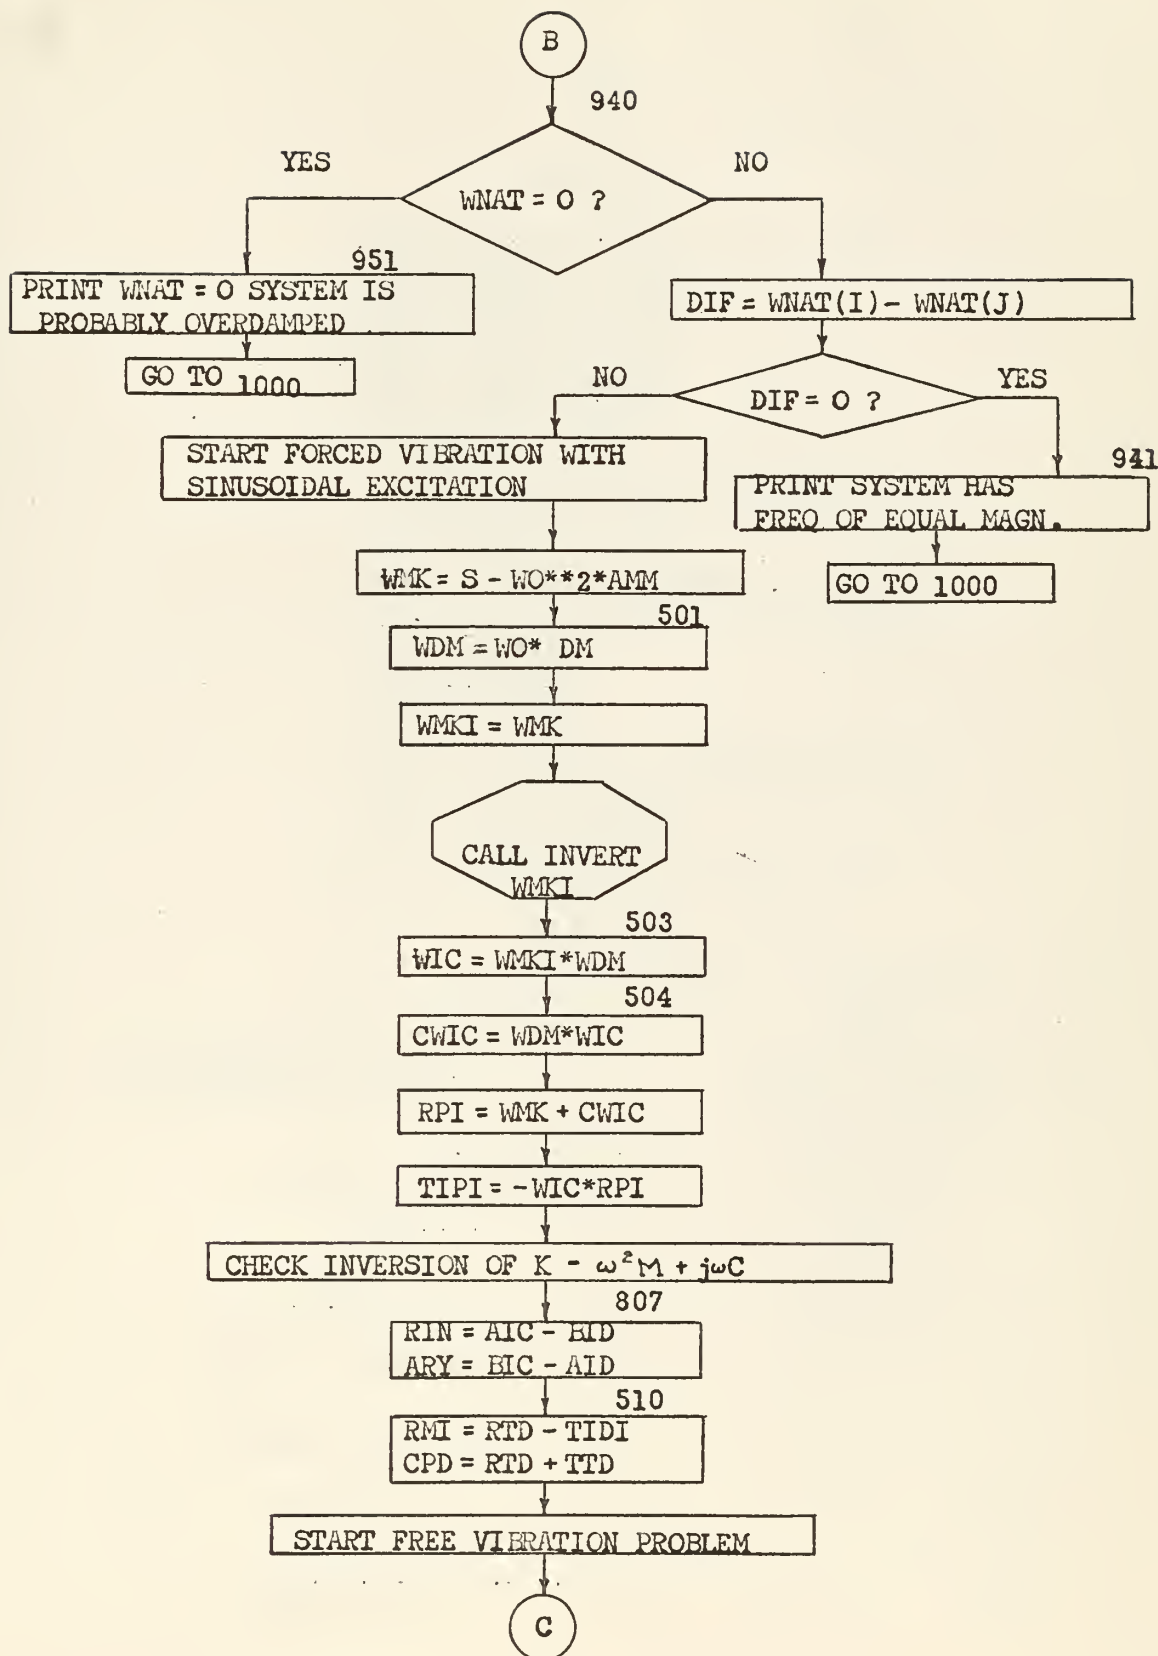 B
940
YES
NO
WNAT = 0 ?
951
PRINT WNAT = 0 SYSTEM IS
PROBABLY OVERDAMPED
GO TO 1000
DIF = WNAT(I) - WNAT(J)
NO
YES
DIF = 0 ?
START FORCED VIBRATION WITH
SINUSOIDAL EXCITATION
941
PRINT SYSTEM HAS
FREQ OF EQUAL MAGN.
GO TO 1000
WMK = S - WO**2*AMM
501
WDM = WO* DM
WMKI = WMK
CALL INVERT
WMKI
503
WIC = WMKI*WDM
504
CWIC = WDM*WIC
RPI = WMK + CWIC
TIPI = -WIC*RPI
CHECK INVERSION OF K - ω²M + jωC
807
RIN = AIC - BID
ARY = BIC - AID
510
RMI = RTD - TIDI
CPD = RTD + TTD
START FREE VIBRATION PROBLEM
C